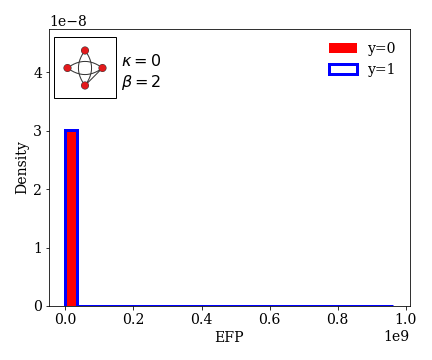 1e−8
κ = 0
β = 2
y=0
y=1
4
3
2
1
0
Density
0.0 0.2 0.4 0.6 0.8 1.0
1e9
EFP